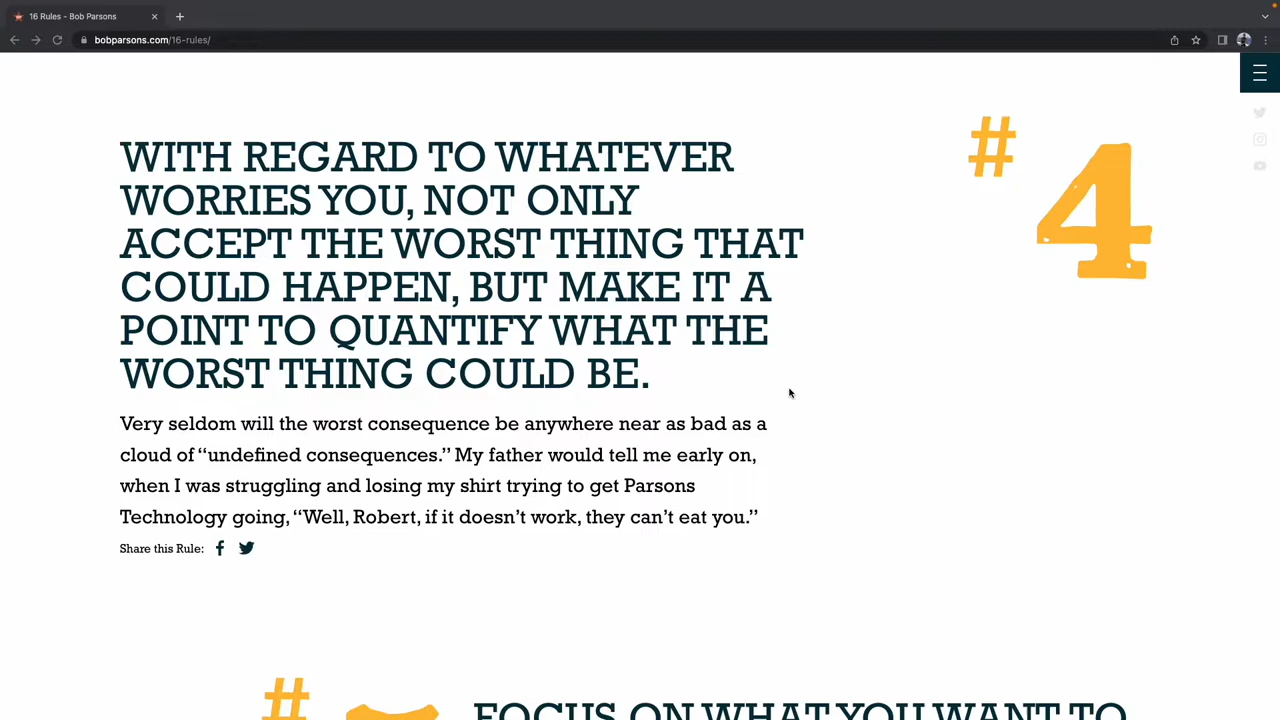 16 Rules - Bob Parsons
bobparsons.com/16-rules/
#4
WITH REGARD TO WHATEVER
WORRIES YOU, NOT ONLY
ACCEPT THE WORST THING THAT
COULD HAPPEN, BUT MAKE IT A
POINT TO QUANTIFY WHAT THE
WORST THING COULD BE.
Very seldom will the worst consequence be anywhere near as bad as a
cloud of “undefined consequences.” My father would tell me early on,
when I was struggling and losing my shirt trying to get Parsons
Technology going, “Well, Robert, if it doesn’t work, they can’t eat you.”
Share this Rule:
#
FOCUS ON WHAT YOU WANT TO